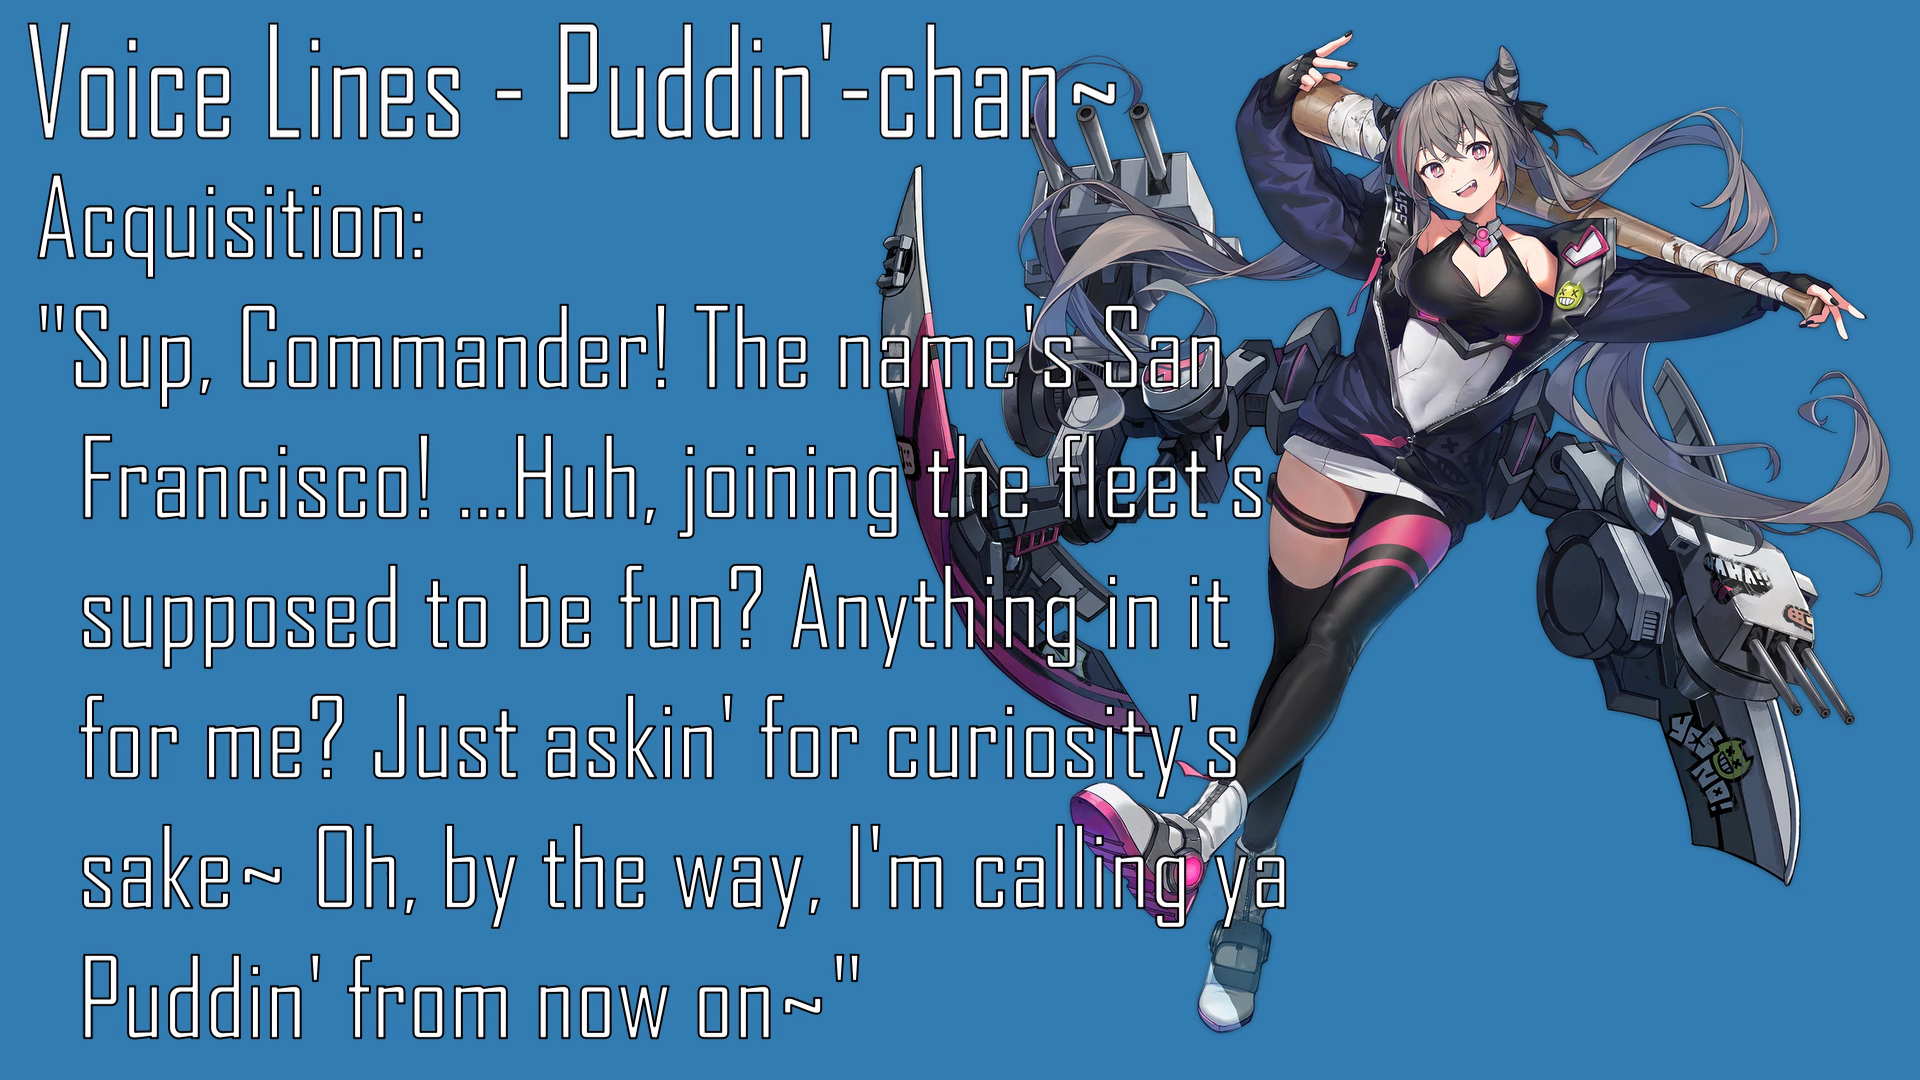 Voice Lines - Puddin'-chan~
Acquisition:
"Sup, Commander! The name's San
Francisco! ...Huh, joining the fleet's
supposed to be fun? Anything in it
for me? Just askin' for curiosity's
sake~ Oh, by the way, I'm calling ya
Puddin' from now on~"
YES
NO!